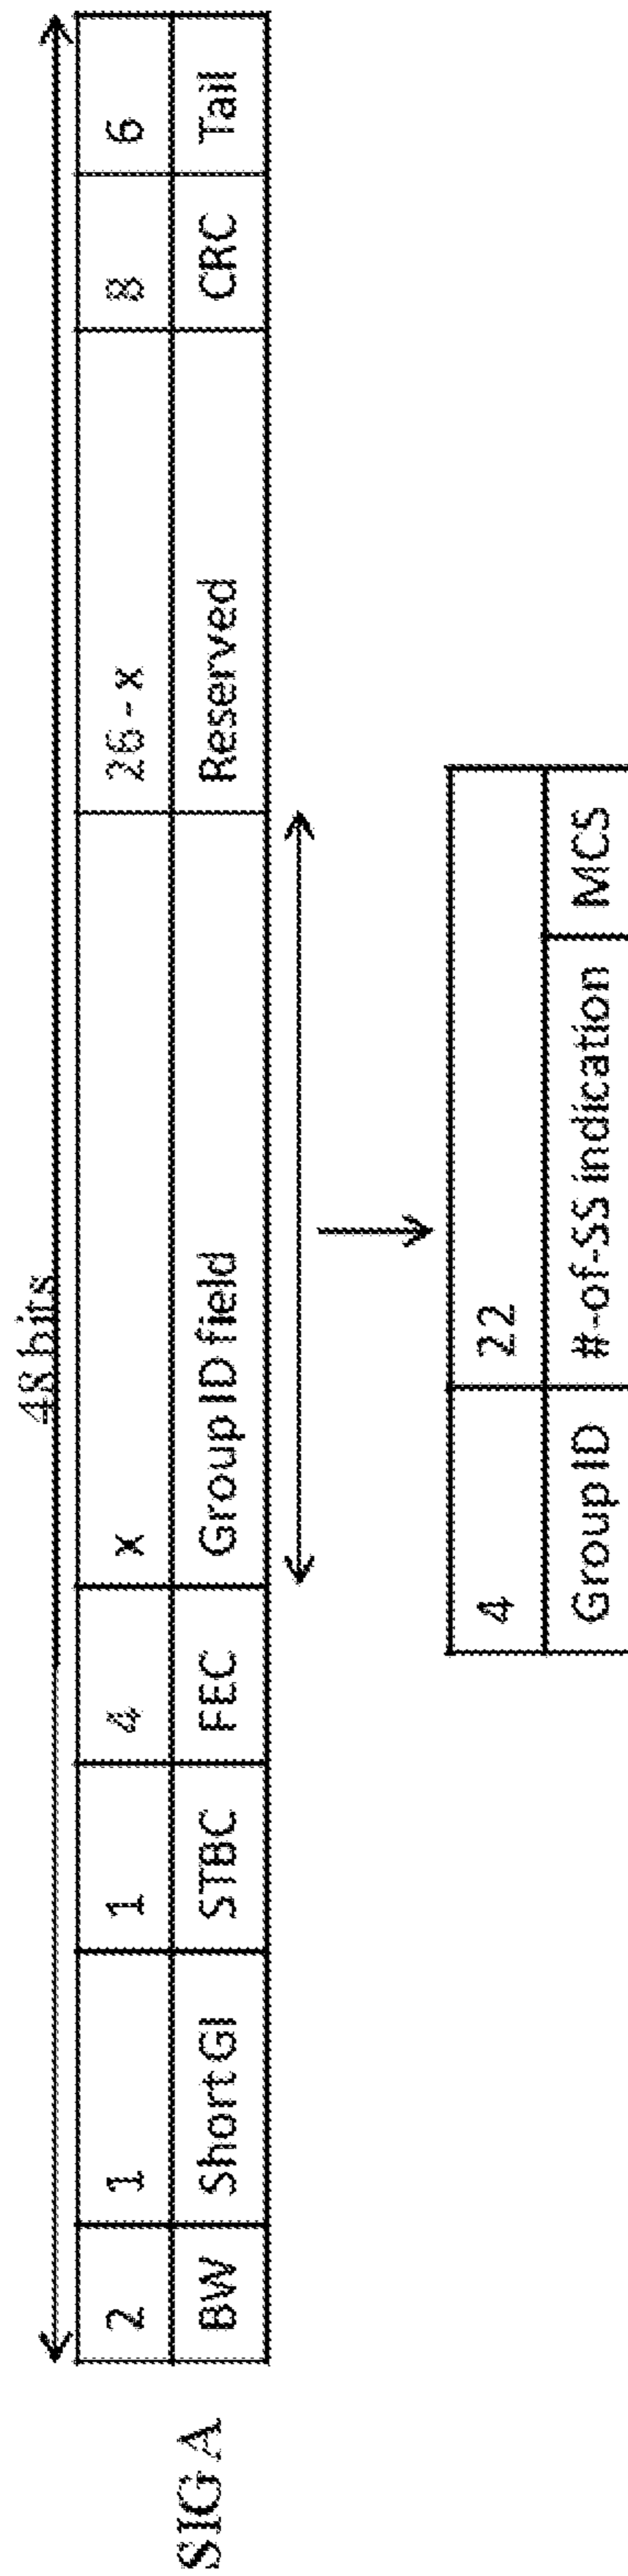 48 bits
2 1 1 4 x 26 - x 8 6
SIG A BW Short GI STBC FEC Group ID field Reserved CRC Tail
4 22
Group ID #-of-SS indication MCS